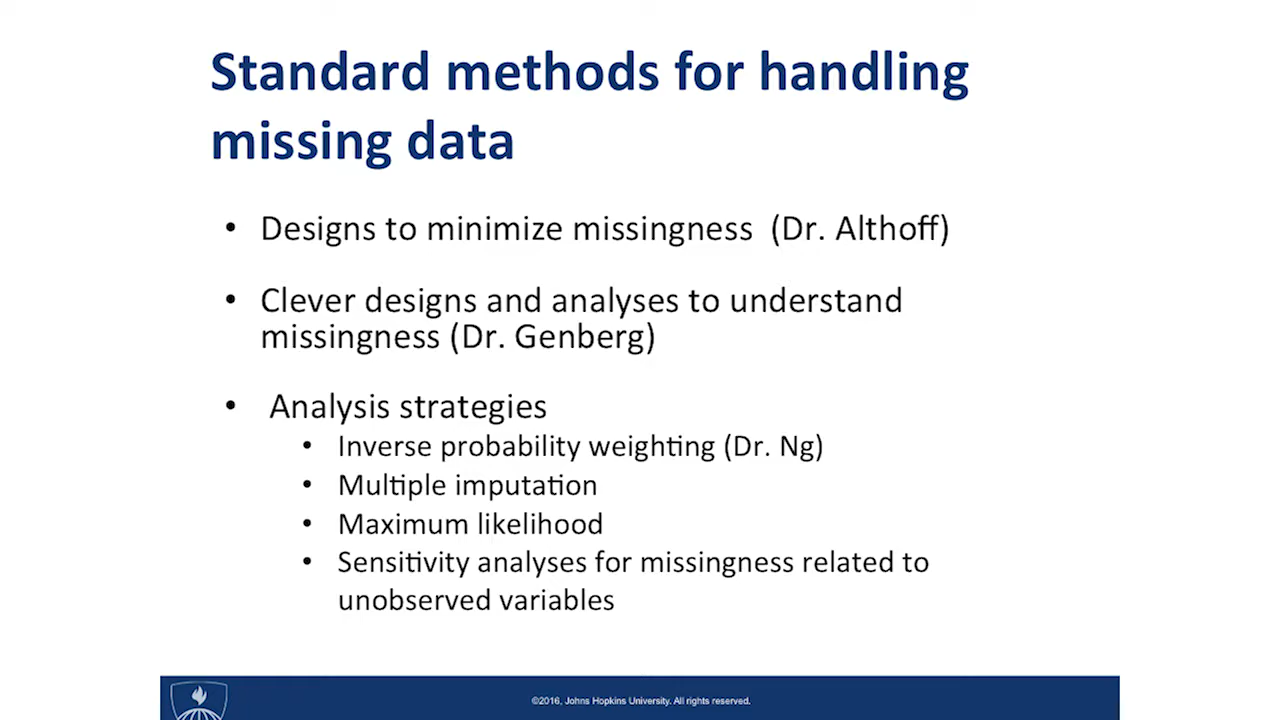 Standard methods for handling
missing data
• Designs to minimize missingness (Dr. Althoff)
• Clever designs and analyses to understand
missingness (Dr. Genberg)
• Analysis strategies
• Inverse probability weighting (Dr. Ng)
• Multiple imputation
• Maximum likelihood
• Sensitivity analyses for missingness related to
unobserved variables
©2016, Johns Hopkins University. All rights reserved.